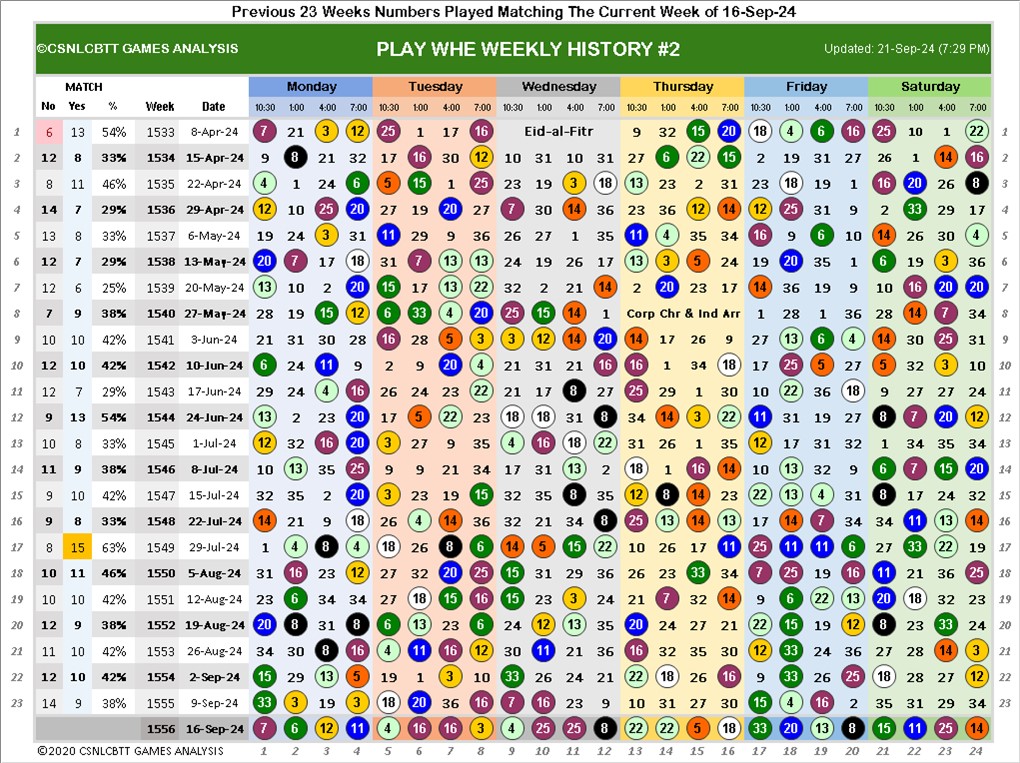 Previous 23 Weeks Numbers Played Matching The Current Week of 16-Sep-24
©CSNLCBTT GAMES ANALYSIS PLAY WHE WEEKLY HISTORY #2 Updated: 21-Sep-24 (7:29 PM)
MATCH Monday Tuesday Wednesday Thursday Friday Saturday
No Yes % Week Date 10:30 1:00 4:00 7:00 10:30 1:00 4:00 7:00 10:30 1:00 4:00 7:00 10:30 1:00 4:00 7:00 10:30 1:00 4:00 7:00 10:30 1:00 4:00 7:00
1 6 13 54% 1533 8-Apr-24 7 21 3 12 25 1 17 16 Eid-al-Fitr 9 32 15 20 18 4 6 16 25 10 1 22 1
2 12 8 33% 1534 15-Apr-24 9 8 21 32 17 16 30 12 10 31 10 31 27 6 22 15 2 19 31 27 26 1 14 16 2
3 8 11 46% 1535 22-Apr-24 4 1 24 6 5 15 1 25 23 19 3 18 13 23 2 31 23 18 19 1 16 20 26 8 3
4 14 7 29% 1536 29-Apr-24 12 10 25 20 27 19 20 27 7 30 14 36 23 36 12 14 12 25 31 9 2 33 29 17 4
5 13 8 33% 1537 6-May-24 19 24 3 31 11 29 9 36 26 27 1 35 11 4 35 34 16 9 6 10 14 26 30 4 5
6 12 7 29% 1538 13-May-24 20 7 17 18 31 7 13 13 24 19 26 17 13 3 5 24 19 20 35 1 6 19 3 36 6
7 12 6 25% 1539 20-May-24 13 10 2 20 15 17 13 22 32 2 21 14 2 20 23 17 14 36 19 9 10 16 20 20 7
8 7 9 38% 1540 27-May-24 28 19 15 12 6 33 4 20 25 15 14 1 Corp Chr & Ind Arr 1 28 1 36 28 14 7 34 8
9 10 10 42% 1541 3-Jun-24 21 31 30 28 16 28 5 3 3 12 14 20 14 17 26 9 27 13 6 4 14 30 25 31 9
10 12 10 42% 1542 10-Jun-24 6 24 11 9 2 9 20 4 21 31 31 16 16 1 34 18 17 25 5 27 5 32 3 10 10
11 12 7 29% 1543 17-Jun-24 29 24 4 16 26 24 23 22 21 17 8 27 25 29 1 30 10 22 36 18 9 27 27 24 11
12 9 13 54% 1544 24-Jun-24 13 2 23 20 17 5 22 23 18 18 31 8 34 14 3 22 11 31 19 27 8 7 20 12 12
13 10 8 33% 1545 1-Jul-24 12 32 16 20 3 27 9 35 4 16 18 22 31 26 1 35 12 17 31 32 1 34 35 34 13
14 11 9 38% 1546 8-Jul-24 10 13 35 25 9 9 21 34 17 31 13 2 18 1 16 14 10 13 32 9 6 7 15 20 14
15 9 10 42% 1547 15-Jul-24 32 35 2 20 3 23 19 15 32 35 8 35 12 8 14 23 22 13 4 31 8 17 24 32 15
16 9 8 33% 1548 22-Jul-24 14 21 9 18 26 4 14 36 32 21 34 8 25 13 14 13 17 14 7 34 34 11 13 14 16
17 8 15 63% 1549 29-Jul-24 1 4 8 4 18 26 8 6 14 5 15 22 10 26 17 11 25 11 11 6 27 33 22 19 17
18 10 11 46% 1550 5-Aug-24 31 16 23 12 27 32 20 25 15 31 29 36 26 23 33 34 7 25 19 16 11 21 36 25 18
19 10 10 42% 1551 12-Aug-24 23 6 34 34 27 18 15 16 15 23 3 24 21 7 32 14 9 6 22 13 20 18 32 23 19
20 12 9 38% 1552 19-Aug-24 20 8 31 8 6 13 23 6 24 12 13 35 20 24 27 21 22 15 19 12 8 23 33 24 20
21 11 10 42% 1553 26-Aug-24 34 30 8 16 4 11 16 12 30 11 21 36 16 32 35 30 12 33 24 21 27 28 14 3 21
22 12 10 42% 1554 2-Sep-24 15 29 13 5 19 1 3 10 33 26 24 21 22 18 26 16 9 33 26 25 18 28 27 12 22
23 14 9 38% 1555 9-Sep-24 33 3 19 3 18 20 36 16 7 16 23 9 10 31 27 30 15 4 16 2 35 31 29 34 23
1556 16-Sep-24 7 6 12 11 4 16 16 3 4 25 25 8 22 22 5 18 33 20 13 8 15 11 25 14
©2020 CSNLCBTT GAMES ANALYSIS 1 2 3 4 5 6 7 8 9 10 11 12 13 14 15 16 17 18 19 20 21 22 23 24